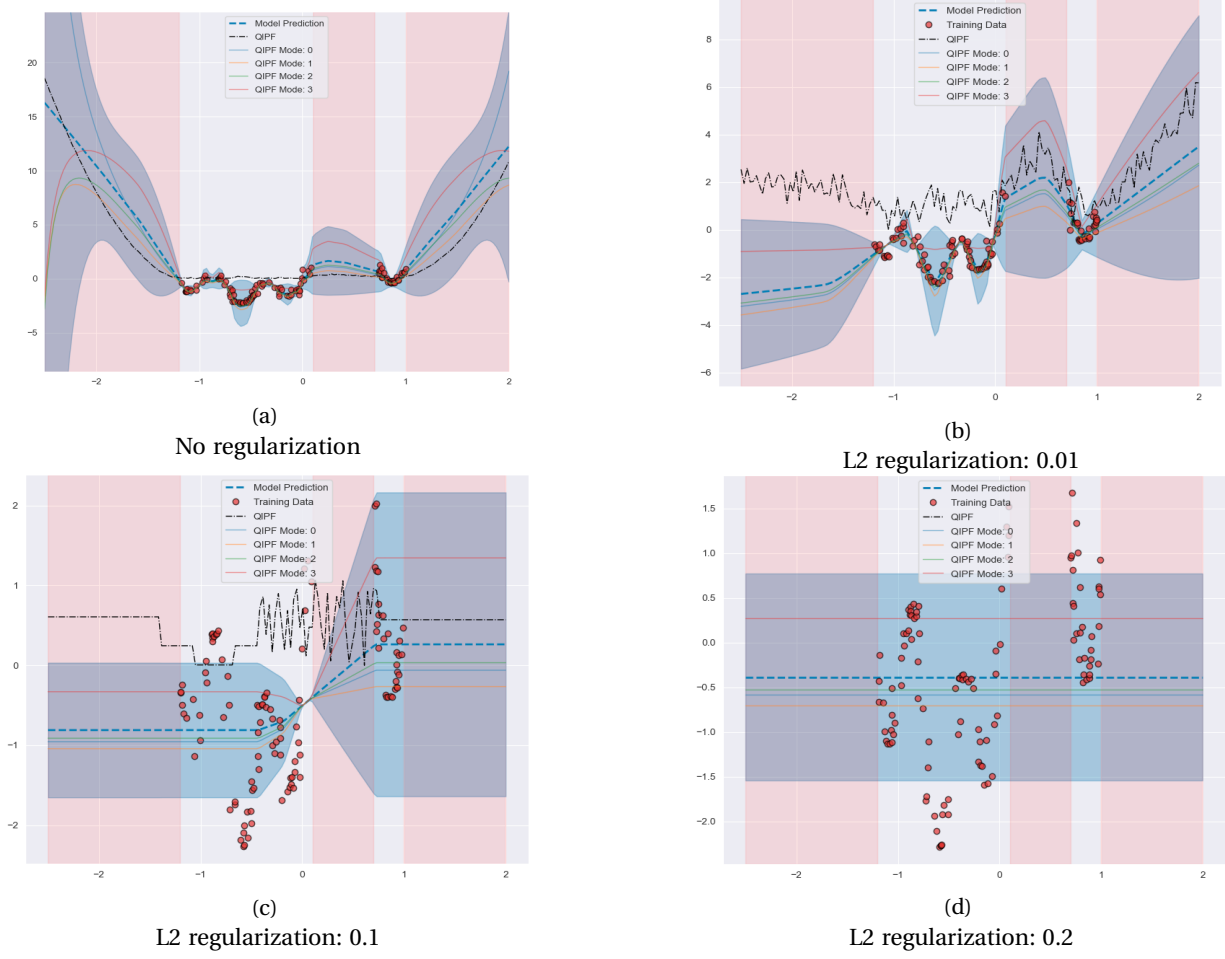 Model Prediction
QIPF
QIPF Mode: 0
QIPF Mode: 1
QIPF Mode: 2
QIPF Mode: 3
20
15
10
5
0
−5
−2
−1
0
1
2
(a)
No regularization
Model Prediction
Training Data
QIPF
QIPF Mode: 0
QIPF Mode: 1
QIPF Mode: 2
QIPF Mode: 3
8
6
4
2
0
−2
−4
−6
−2
−1
0
1
2
(b)
L2 regularization: 0.01
Model Prediction
Training Data
QIPF
QIPF Mode: 0
QIPF Mode: 1
QIPF Mode: 2
QIPF Mode: 3
2
1
0
−1
−2
−2
−1
0
1
2
(c)
L2 regularization: 0.1
Model Prediction
Training Data
QIPF
QIPF Mode: 0
QIPF Mode: 1
QIPF Mode: 2
QIPF Mode: 3
1.5
1.0
0.5
0.0
−0.5
−1.0
−1.5
−2.0
−2
−1
0
1
2
(d)
L2 regularization: 0.2